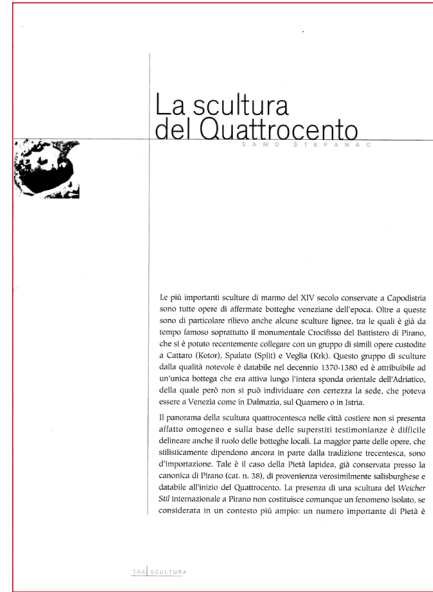 La scultura
del Quattrocento
SAMO ŠTEFANAC
Le più importanti sculture di marmo del XIV secolo conservate a Capodistria
sono tutte opere di affermate botteghe veneziane dell'epoca. Oltre a queste
sono di particolare rilievo anche alcune sculture lignee, tra le quali è già da
tempo famoso soprattutto il monumentale Crocifisso del Battistero di Pirano,
che si è potuto recentemente collegare con un gruppo di simili opere custodite
a Cattaro (Kotor), Spalato (Split) e Veglia (Krk). Questo gruppo di sculture
dalla qualità notevole è databile nel decennio 1370-1380 ed è attribuibile ad
un'unica bottega che era attiva lungo l'intera sponda orientale dell'Adriatico,
della quale però non si può individuare con certezza la sede, che poteva
essere a Venezia come in Dalmazia, sul Quarnero o in Istria.
Il panorama della scultura quattrocentesca nelle città costiere non si presenta
affatto omogeneo e sulla base delle superstiti testimonianze è difficile
delineare anche il ruolo delle botteghe locali. La maggior parte delle opere, che
stilisticamente dipendono ancora in parte dalla tradizione trecentesca, sono
d'importazione. Tale è il caso della Pietà lapidea, già conservata presso la
canonica di Pirano (cat. n. 38), di provenienza verosimilmente salisburghese e
databile all'inizio del Quattrocento. La presenza di una scultura del Weicher
Stil internazionale a Pirano non costituisce comunque un fenomeno isolato, se
considerata in un contesto più ampio: un numero importante di Pietà è
SCULTURA